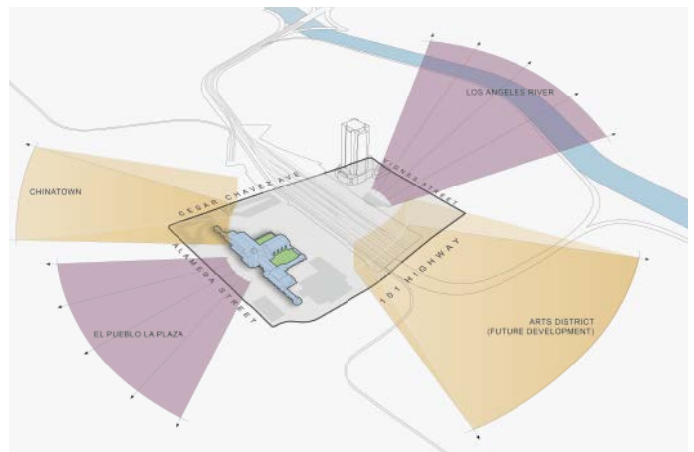 LOS ANGELES RIVER
VIGNES STREET
CESAR CHAVEZ AVE
CHINATOWN
ALAMEDA STREET
101 HIGHWAY
EL PUEBLO LA PLAZA
ARTS DISTRICT
(FUTURE DEVELOPMENT)